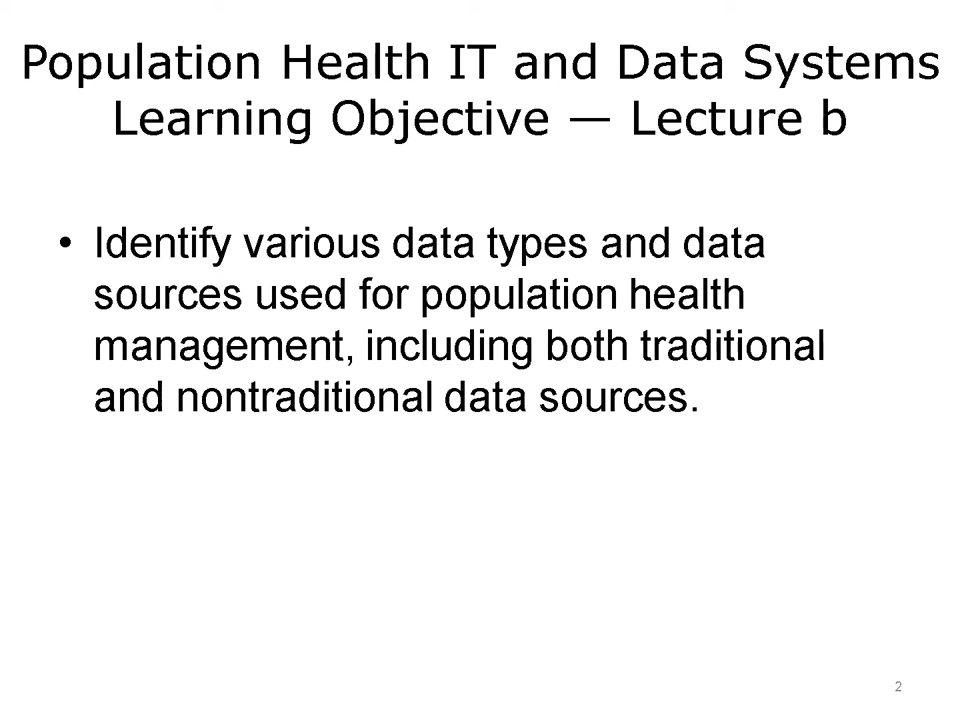 Population Health IT and Data Systems
Learning Objective — Lecture b
• Identify various data types and data
sources used for population health
management, including both traditional
and nontraditional data sources.
2